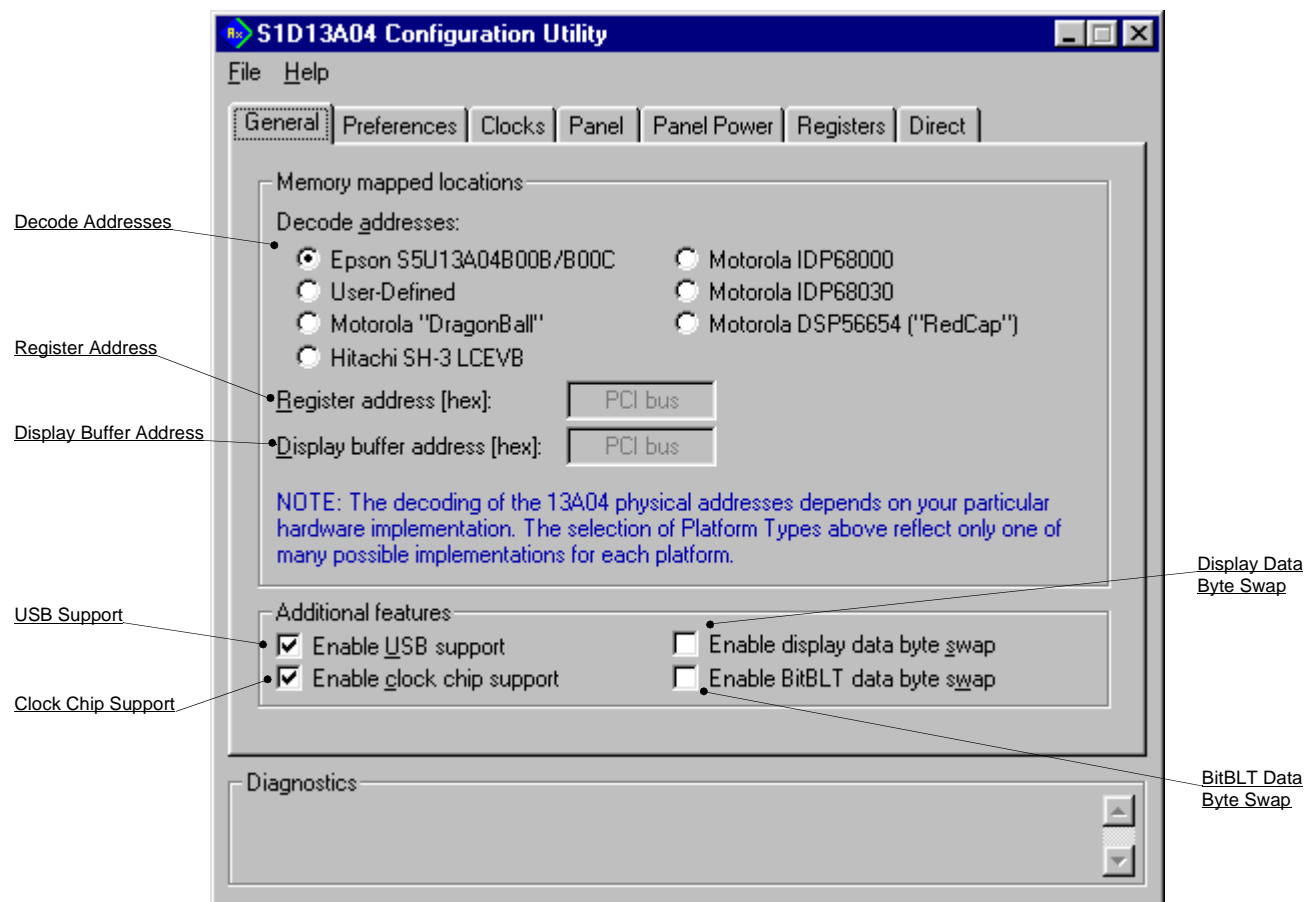 S1D13A04 Configuration Utility
File Help
General Preferences Clocks Panel Panel Power Registers Direct
Memory mapped locations
Decode Addresses
Decode addresses:
Epson S5U13A04B00B/B00C
Motorola IDP68000
User-Defined
Motorola IDP68030
Motorola "DragonBall"
Motorola DSP56654 ("RedCap")
Hitachi SH-3 LCEVB
Register Address
Register address [hex]:
PCI bus
Display Buffer Address
Display buffer address [hex]:
PCI bus
NOTE: The decoding of the 13A04 physical addresses depends on your particular
hardware implementation. The selection of Platform Types above reflect only one of
many possible implementations for each platform.
Display Data
Byte Swap
Additional features
USB Support
Enable USB support
Enable display data byte swap
Enable clock chip support
Enable BitBLT data byte swap
Clock Chip Support
BitBLT Data
Byte Swap
Diagnostics